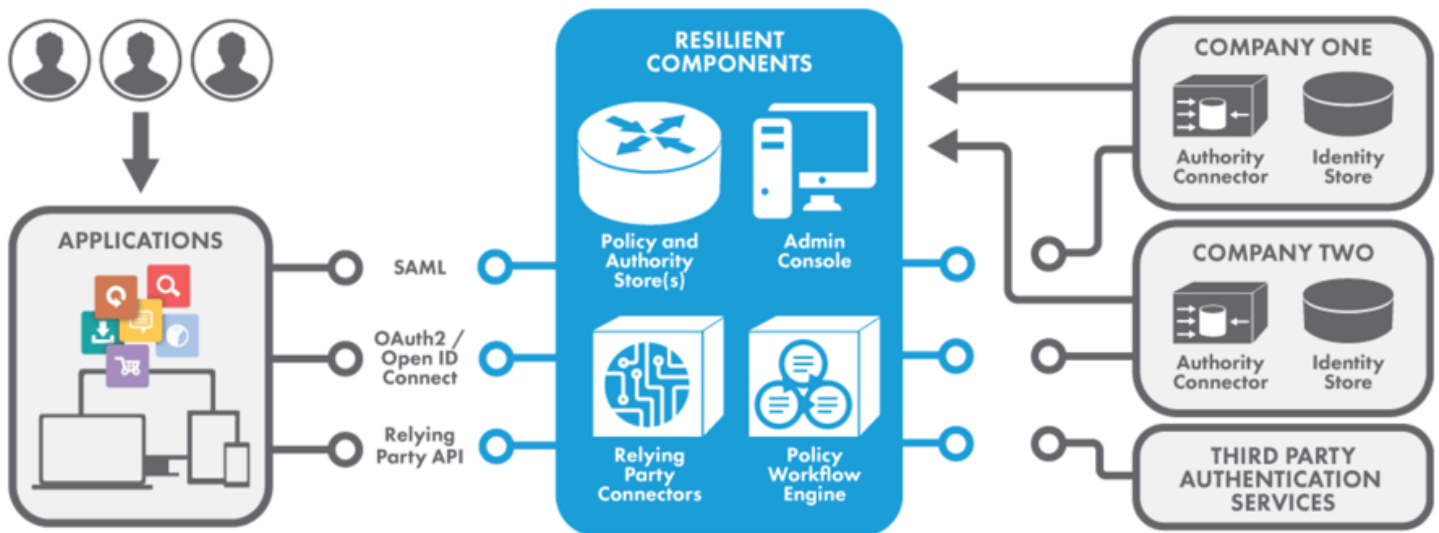 RESILIENT
COMPONENTS
Policy and
Authority
Store(s)
Admin
Console
Relying
Party
Connectors
Policy
Workflow
Engine
APPLICATIONS
SAML
OAuth2 /
Open ID
Connect
Relying
Party API
COMPANY ONE
Authority
Connector
Identity
Store
COMPANY TWO
Authority
Connector
Identity
Store
THIRD PARTY
AUTHENTICATION
SERVICES